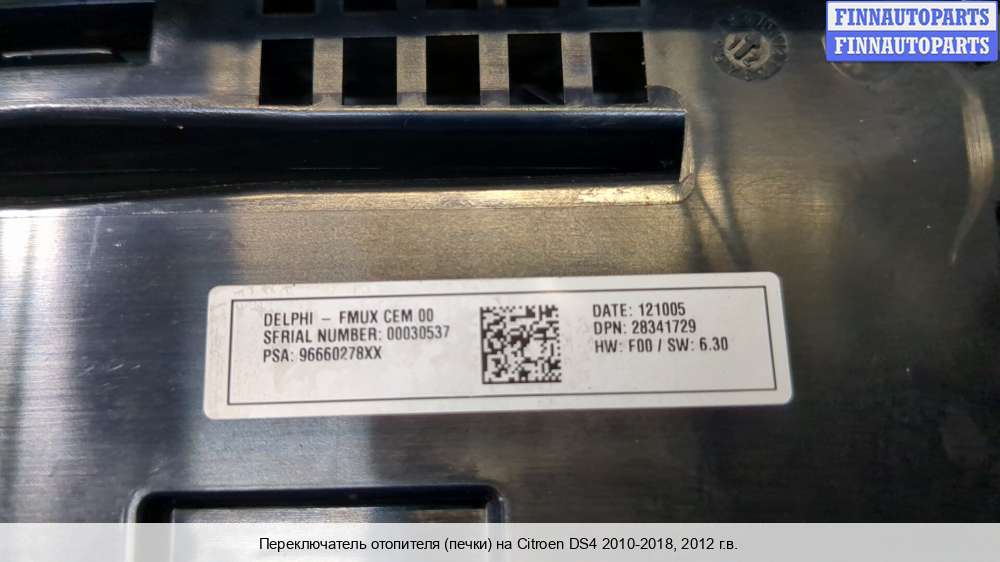 FINNAUTOPARTS
FINNAUTOPARTS
DELPHI – FMUX CEM 00
SFRIAL NUMBER: 00030537
PSA: 96660278XX
DATE: 121005
DPN: 28341729
HW: F00 / SW: 6.30
Переключатель отопителя (печки) на Citroen DS4 2010-2018, 2012 г.в.